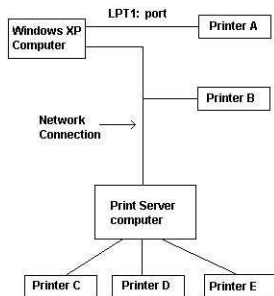 LPT1: port
Windows XP
Computer
Printer A
Printer B
Network
Connection
Print Server
computer
Printer C
Printer D
Printer E